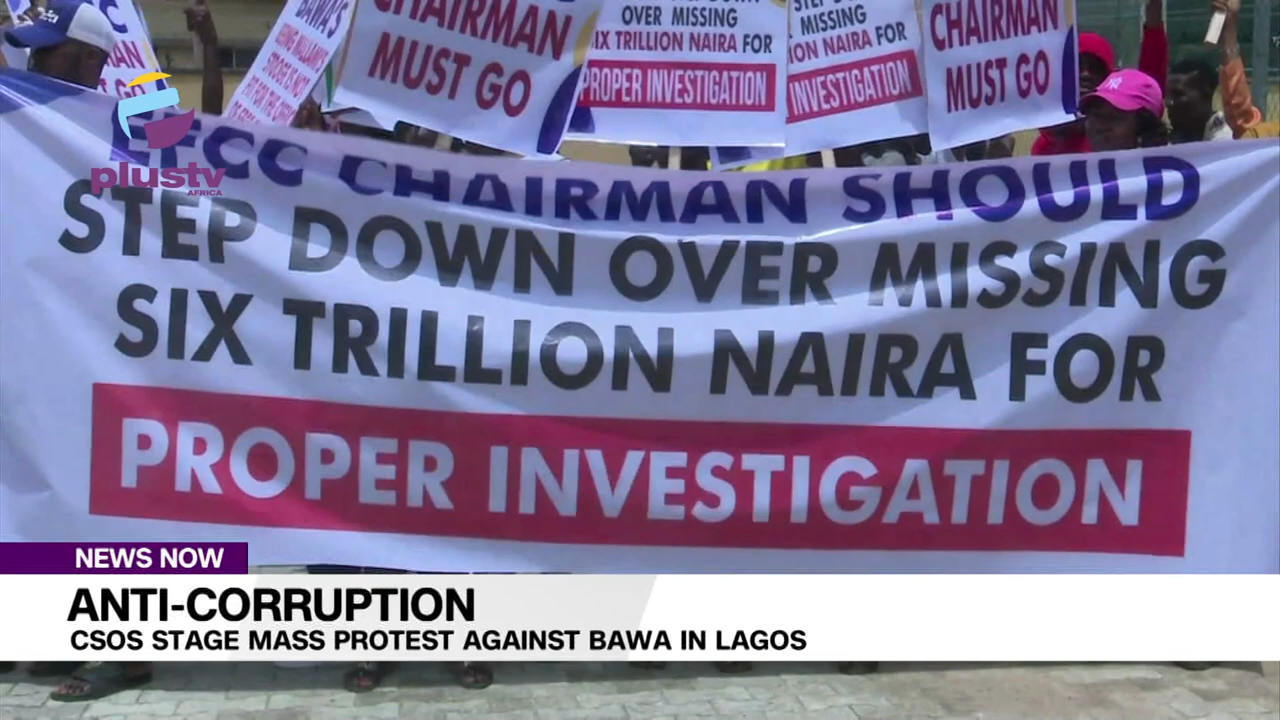 BAWA'S
CHAIRMAN
MUST GO
OVER MISSING
SIX TRILLION NAIRA FOR
PROPER INVESTIGATION
MISSING
NAIRA FOR
INVESTIGATION
CHAIRMAN
MUST GO
plustv
AFRICA
EFCC CHAIRMAN SHOULD
STEP DOWN OVER MISSING
SIX TRILLION NAIRA FOR
PROPER INVESTIGATION
NEWS NOW
ANTI-CORRUPTION
CSOS STAGE MASS PROTEST AGAINST BAWA IN LAGOS